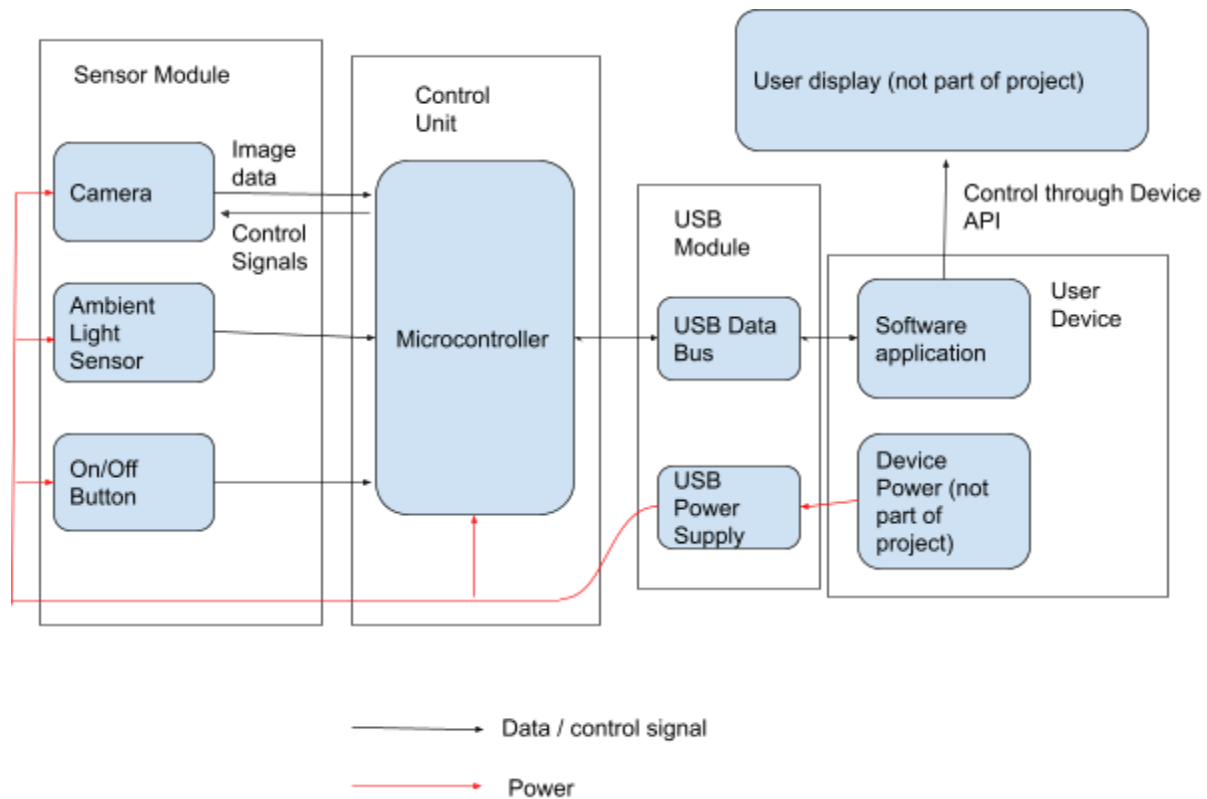 Sensor Module
Camera
Image
data
Control
Signals
Ambient
Light
Sensor
On/Off
Button
Control
Unit
Microcontroller
USB
Module
USB Data
Bus
USB
Power
Supply
User display (not part of project)
Control through Device
API
User
Device
Software
application
Device
Power (not
part of
project)
Data / control signal
Power